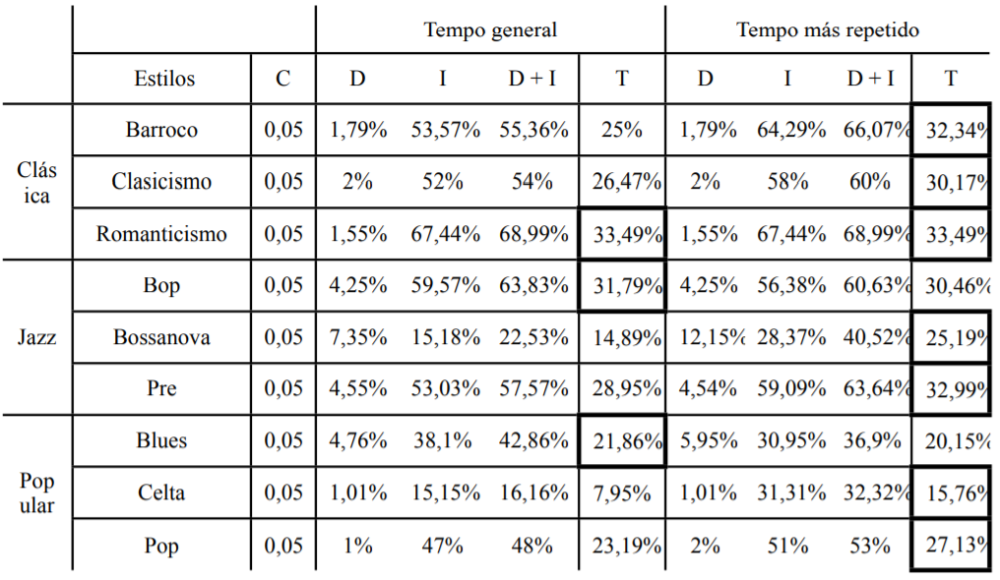 Tempo general Tempo más repetido
Estilos C D I D + I T D I D + I T
Barroco 0,05 1,79% 53,57% 55,36% 25% 1,79% 64,29% 66,07% 32,34%
Clás
ica
Clasicismo 0,05 2% 52% 54% 26,47% 2% 58% 60% 30,17%
Romanticismo 0,05 1,55% 67,44% 68,99% 33,49% 1,55% 67,44% 68,99% 33,49%
Bop 0,05 4,25% 59,57% 63,83% 31,79% 4,25% 56,38% 60,63% 30,46%
Jazz Bossanova 0,05 7,35% 15,18% 22,53% 14,89% 12,15% 28,37% 40,52% 25,19%
Pre 0,05 4,55% 53,03% 57,57% 28,95% 4,54% 59,09% 63,64% 32,99%
Blues 0,05 4,76% 38,1% 42,86% 21,86% 5,95% 30,95% 36,9% 20,15%
Pop
ular
Celta 0,05 1,01% 15,15% 16,16% 7,95% 1,01% 31,31% 32,32% 15,76%
Pop 0,05 1% 47% 48% 23,19% 2% 51% 53% 27,13%